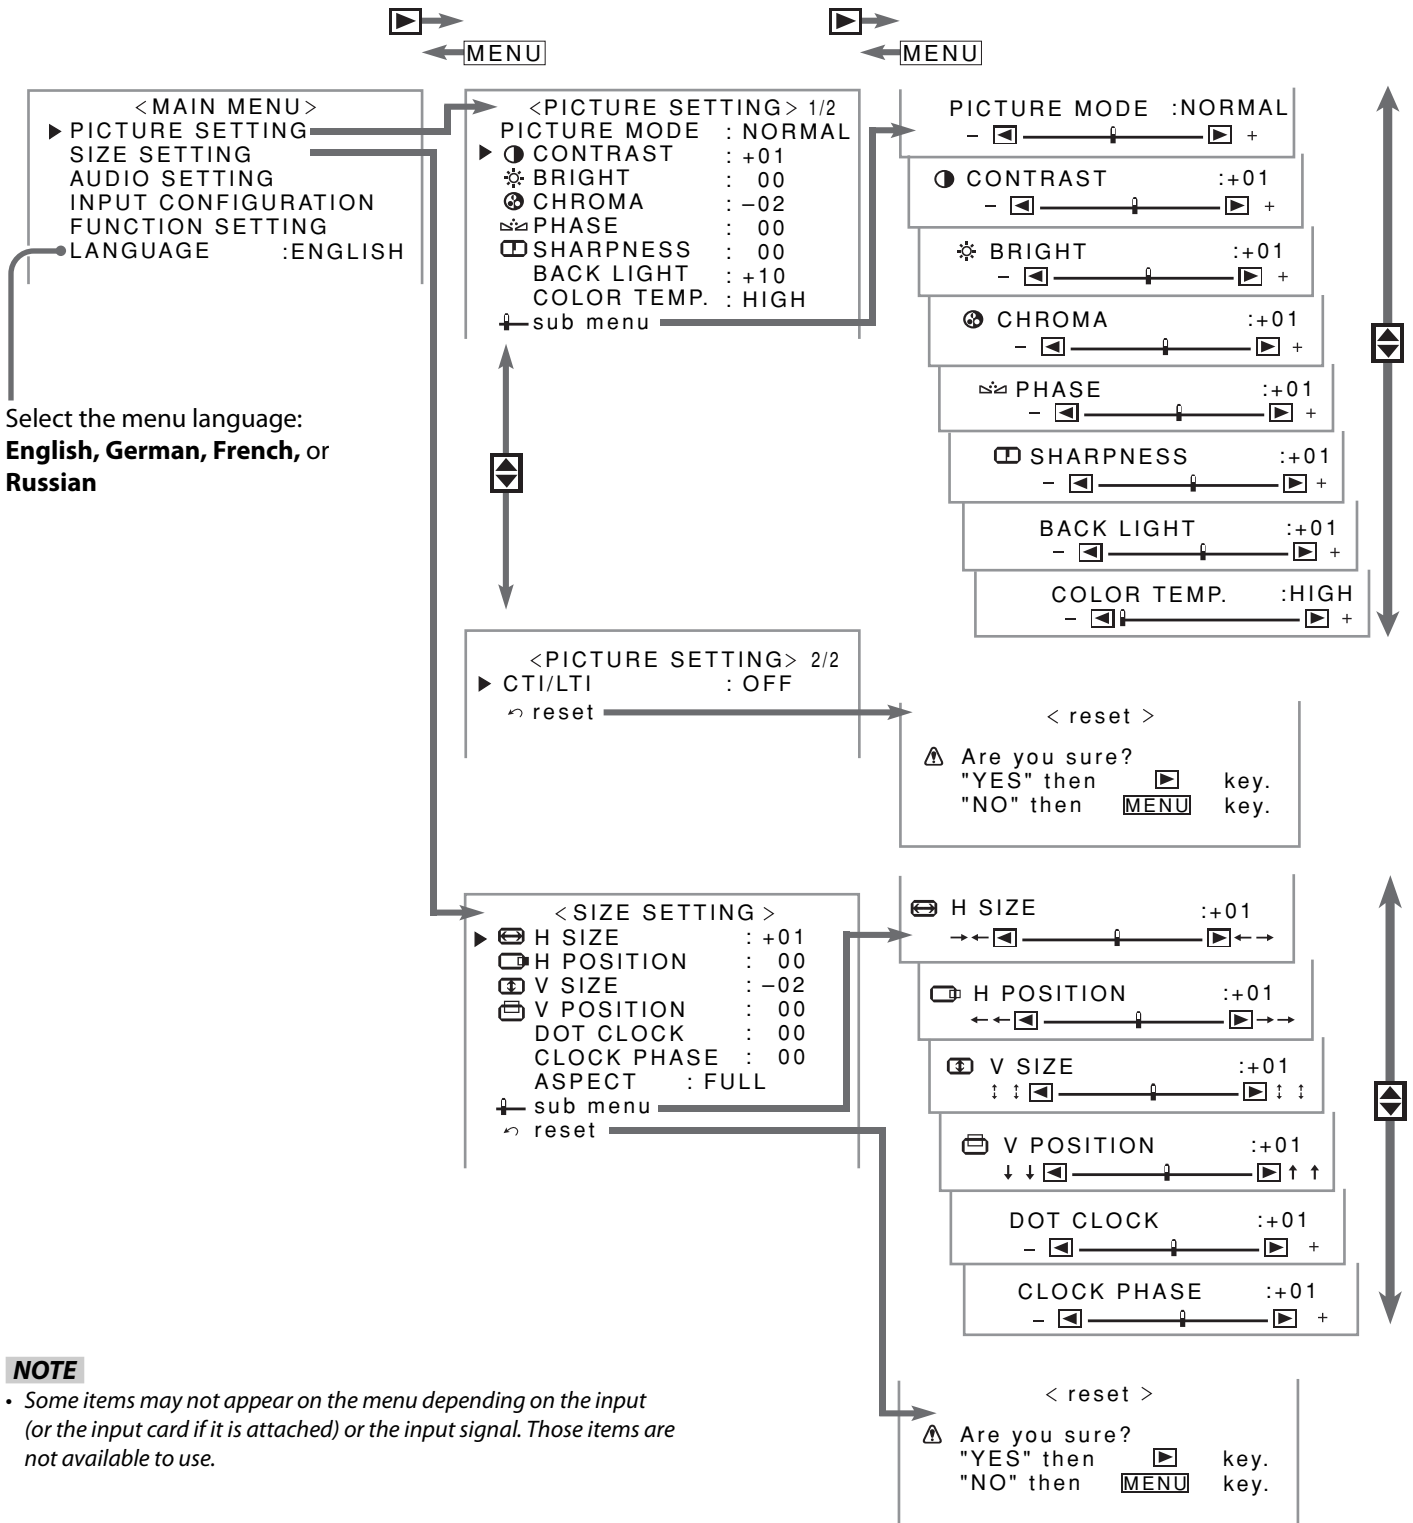 MENU
MENU
<MAIN MENU>
PICTURE SETTING
SIZE SETTING
AUDIO SETTING
INPUT CONFIGURATION
FUNCTION SETTING
LANGUAGE :ENGLISH
Select the menu language:
English, German, French, or
Russian
<PICTURE SETTING> 1/2
PICTURE MODE : NORMAL
CONTRAST : +01
BRIGHT : 00
CHROMA : –02
PHASE : 00
SHARPNESS : 00
BACK LIGHT : +10
COLOR TEMP. : HIGH
sub menu
PICTURE MODE :NORMAL
– +
CONTRAST :+01
– +
BRIGHT :+01
– +
CHROMA :+01
– +
PHASE :+01
– +
SHARPNESS :+01
– +
BACK LIGHT :+01
– +
COLOR TEMP. :HIGH
– +
<PICTURE SETTING> 2/2
CTI/LTI : OFF
reset
< reset >
Are you sure?
"YES" then key.
"NO" then MENU key.
<SIZE SETTING >
H SIZE : +01
H POSITION : 00
V SIZE : –02
V POSITION : 00
DOT CLOCK : 00
CLOCK PHASE : 00
ASPECT : FULL
sub menu
reset
H SIZE :+01
H POSITION :+01
V SIZE :+01
V POSITION :+01
DOT CLOCK :+01
– +
CLOCK PHASE :+01
– +
< reset >
Are you sure?
"YES" then key.
"NO" then MENU key.
NOTE
• Some items may not appear on the menu depending on the input
(or the input card if it is attached) or the input signal. Those items are
not available to use.